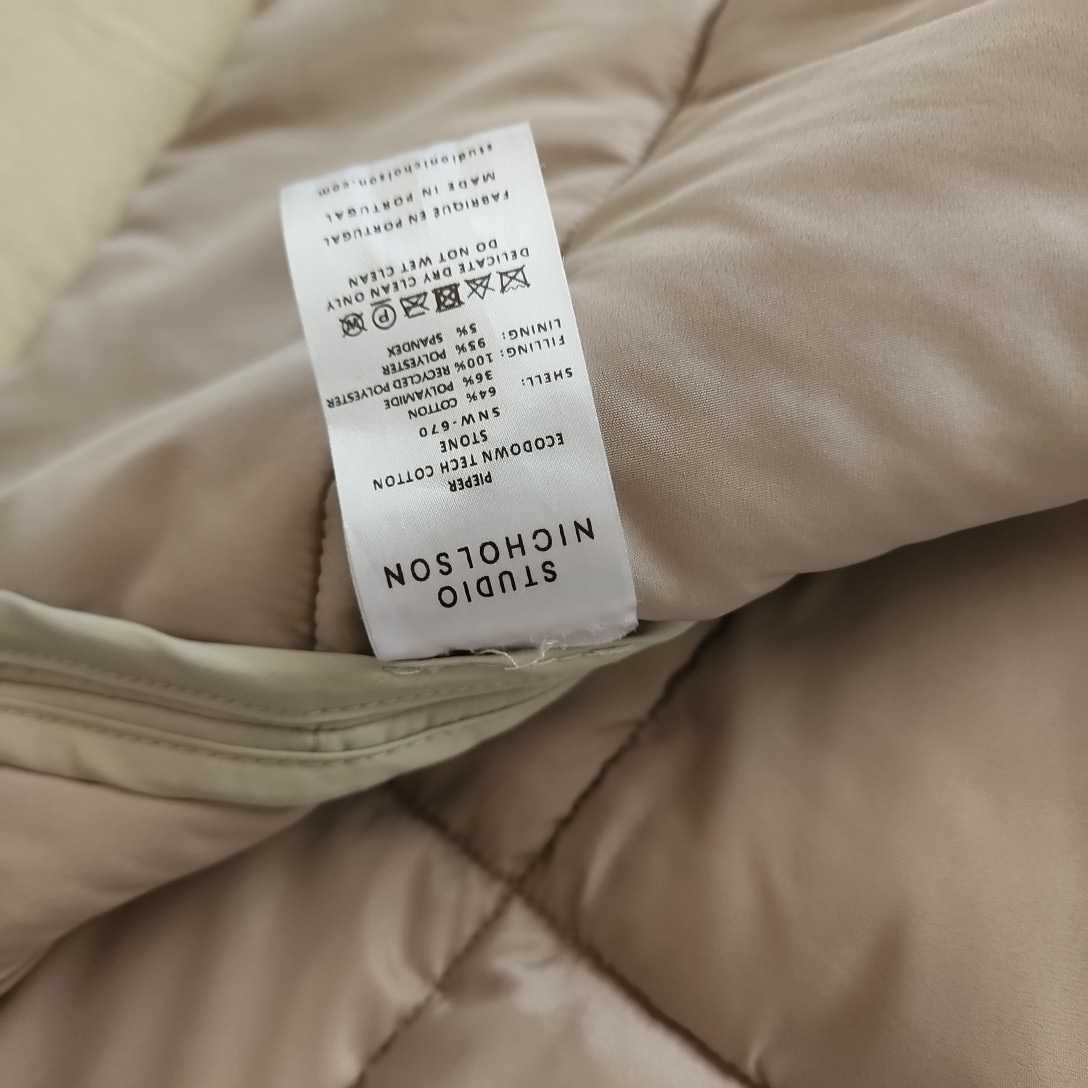 STUDIO
NICHOLSON
PIEPER
ECODOWN TECH COTTON
STONE
SNW-670
SHELL: 64% COTTON
36% POLYAMIDE
FILLING: 100% RECYCLED POLYESTER
LINING: 95% POLYESTER
5% SPANDEX
P W
DELICATE DRY CLEAN ONLY
DO NOT WET CLEAN
FABRIQUE EN PORTUGAL
MADE IN PORTUGAL
studionicholson.com